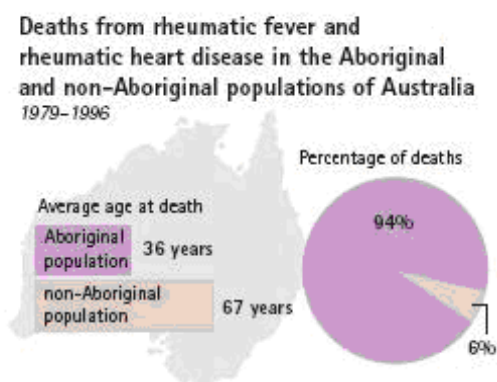 Deaths from rheumatic fever and
rheumatic heart disease in the Aboriginal
and non-Aboriginal populations of Australia
1979–1996
Average age at death
Aboriginal
population
36 years
non-Aboriginal
population
67 years
Percentage of deaths
94%
6%